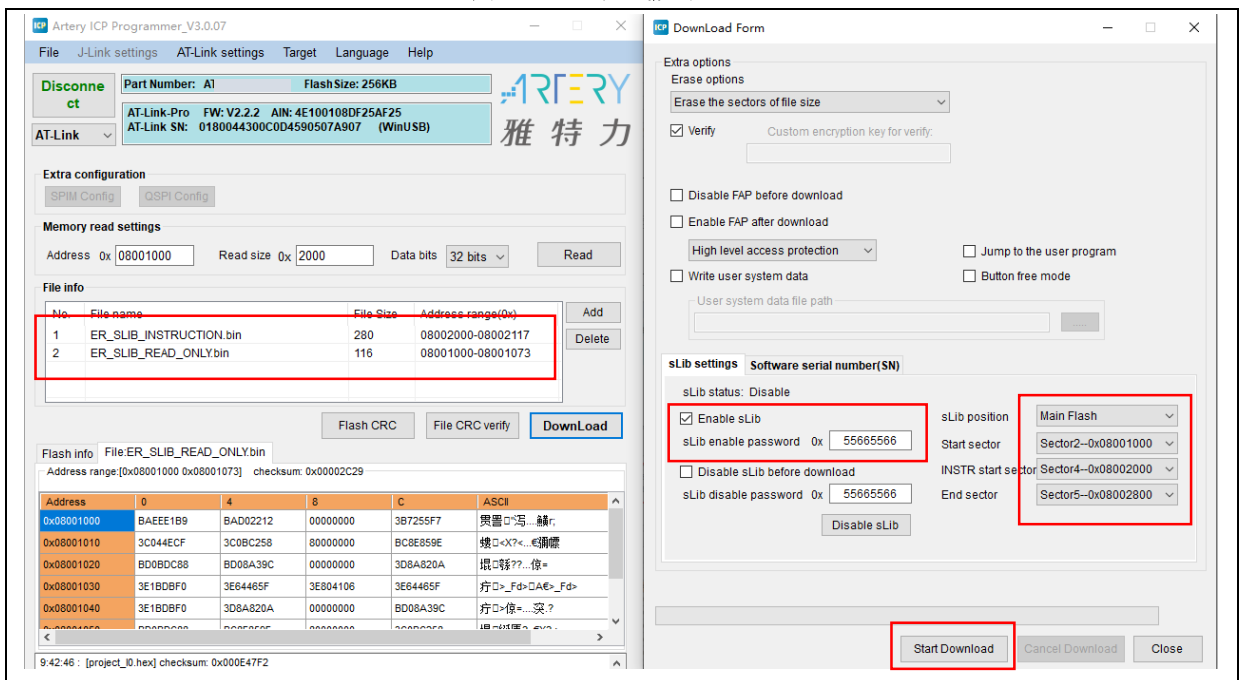 Artery ICP Programmer_V3.0.07
File J-Link settings AT-Link settings Target Language Help
Disconne
ct
Part Number: A FlashSize: 256KB
AT-Link
AT-Link-Pro FW: V2.2.2 AIN: 4E100108DF25AF25
AT-Link SN: 0180044300C0D4590507A907 (WinUSB)
ARTERY
雅特力
Extra configuration
SPIM Config QSPI Config
Memory read settings
Address 0x 08001000 Read size 0x 2000 Data bits 32 bits Read
File info
No. File name File Size Address range(0x) Add
1 ER_SLIB_INSTRUCTION.bin 280 08002000-08002117 Delete
2 ER_SLIB_READ_ONLY.bin 116 08001000-08001073
Flash CRC File CRC verify DownLoad
Flash info File:ER_SLIB_READ_ONLY.bin
Address range:[0x08001000 0x08001073] checksum: 0x00002C29
Address 0 4 8 C ASCII
0x08001000 BAEEE1B9 BAD02212 00000000 3B7255F7
0x08001010 3C044ECF 3C0BC258 80000000 BC8E859E
0x08001020 BD0BDC88 BD08A39C 00000000 3D8A820A
0x08001030 3E1BDBF0 3E64465F 3E804106 3E64465F
0x08001040 3E1BDBF0 3D8A820A 00000000 BD08A39C
9:42:46 : [project_l0.hex] checksum: 0x000E47F2
DownLoad Form
Extra options
Erase options
Erase the sectors of file size
Verify Custom encryption key for verify:
Disable FAP before download
Enable FAP after download
High level access protection Jump to the user program
Write user system data Button free mode
User system data file path
.....
sLib settings Software serial number(SN)
sLib status: Disable
Enable sLib sLib position Main Flash
sLib enable password 0x 55665566 Start sector Sector2--0x08001000
Disable sLib before download INSTR start sector Sector4--0x08002000
sLib disable password 0x 55665566 End sector Sector5--0x08002800
Disable sLib
Start Download Cancel Download Close